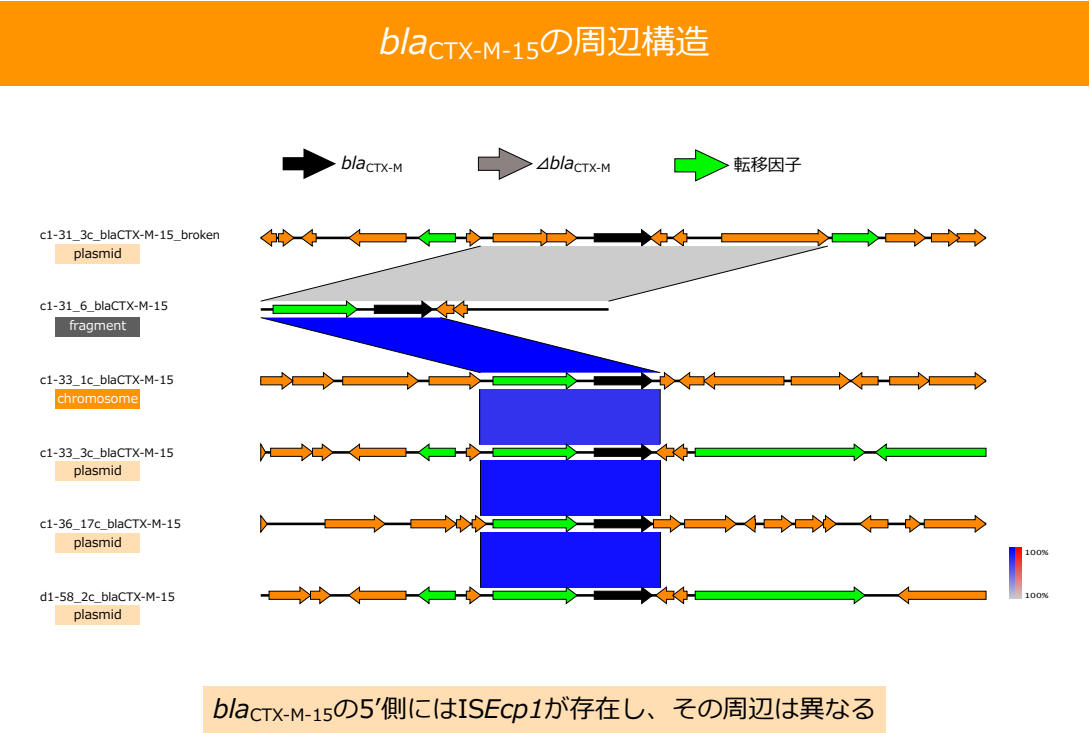 blaCTX-M-15の周辺構造
blaCTX-M
ΔblaCTX-M
転移因子
c1-31_3c_blaCTX-M-15_broken
plasmid
c1-31_6_blaCTX-M-15
fragment
c1-33_1c_blaCTX-M-15
chromosome
c1-33_3c_blaCTX-M-15
plasmid
c1-36_17c_blaCTX-M-15
plasmid
100%
100%
d1-58_2c_blaCTX-M-15
plasmid
blaCTX-M-15の5′側にはISEcp1が存在し、その周辺は異なる